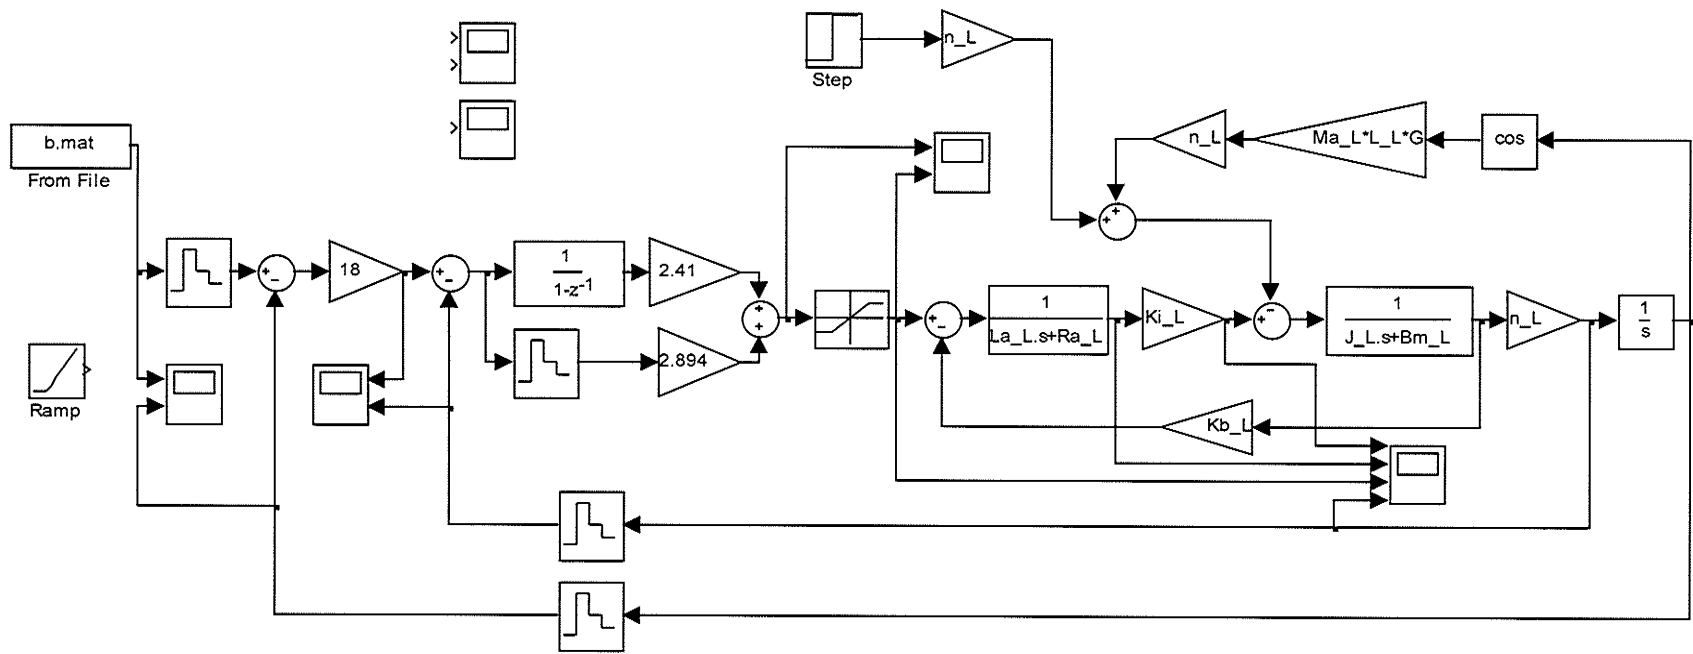 Step
n_L
b.mat
From File
n_L
Ma_L*L_L*G
cos
+
+
+
-
18
+
-
1
1-z-1
2.41
+
+
2.894
+
-
1
La_L.s+Ra_L
Ki_L
+
-
1
J_L.s+Bm_L
n_L
1
s
Ramp
Kb_L